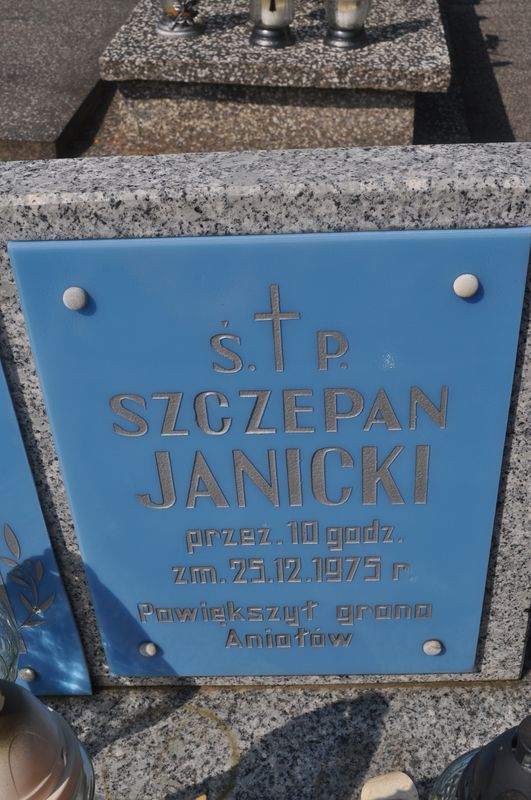 Ś. P.
SZCZEPAN
JANICKI
przeż. 10 godz.
zm. 25.12.1975 r.
Powiększył grono
Aniołów